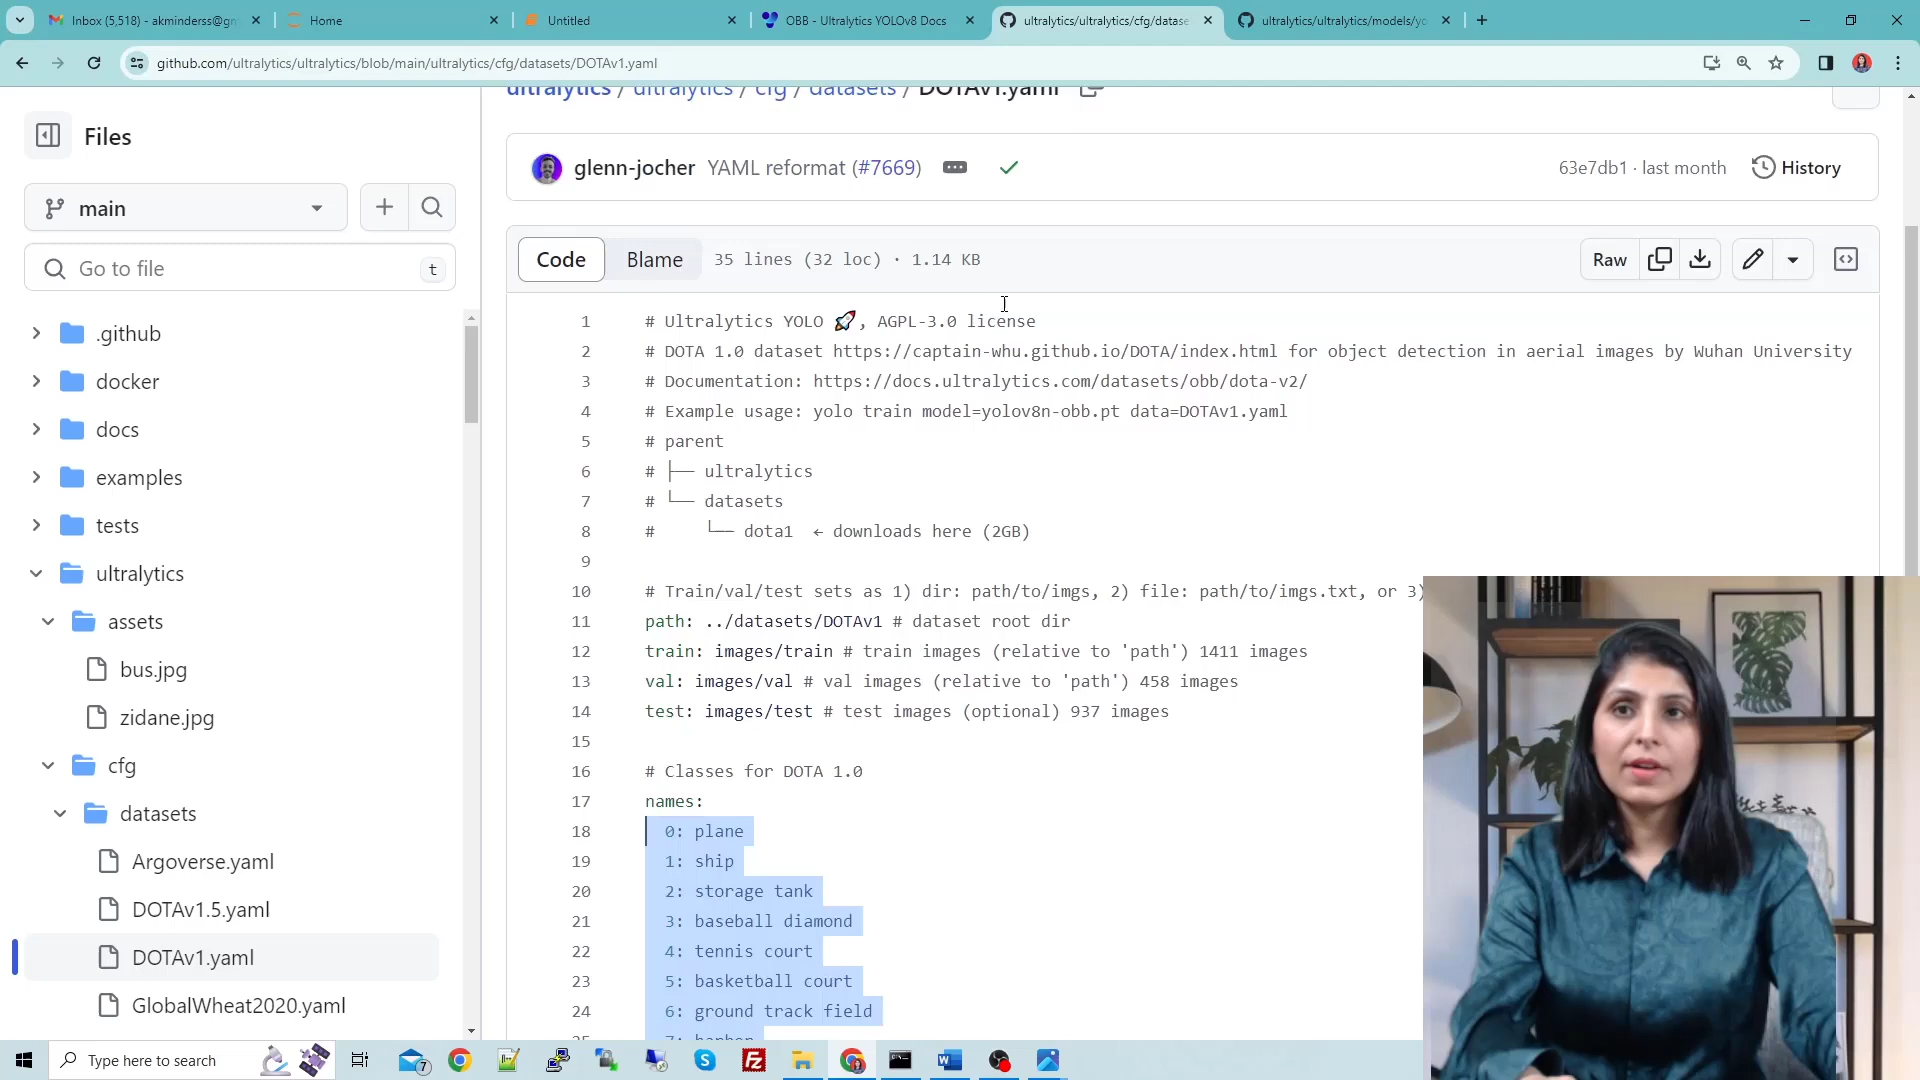 Inbox (5,518) - akminderss@gm
Home
Untitled
OBB - Ultralytics YOLOv8 Docs
ultralytics/ultralytics/cfg/datase
ultralytics/ultralytics/models/yo
github.com/ultralytics/ultralytics/blob/main/ultralytics/cfg/datasets/DOTAv1.yaml
ultralytics / ultralytics / cfg / datasets / DOTAv1.yaml
Files
glenn-jocher YAML reformat (#7669)
63e7db1 · last month
History
main
Code
Blame
35 lines (32 loc) · 1.14 KB
Raw
Go to file
t
.github
docker
docs
examples
tests
ultralytics
assets
bus.jpg
zidane.jpg
cfg
datasets
Argoverse.yaml
DOTAv1.5.yaml
DOTAv1.yaml
GlobalWheat2020.yaml
1 # Ultralytics YOLO 🚀, AGPL-3.0 license
2 # DOTA 1.0 dataset https://captain-whu.github.io/DOTA/index.html for object detection in aerial images by Wuhan University
3 # Documentation: https://docs.ultralytics.com/datasets/obb/dota-v2/
4 # Example usage: yolo train model=yolov8n-obb.pt data=DOTAv1.yaml
5 # parent
6 # ├── ultralytics
7 # └── datasets
8 #     └── dota1 ← downloads here (2GB)
9
10 # Train/val/test sets as 1) dir: path/to/imgs, 2) file: path/to/imgs.txt, or 3)
11 path: ../datasets/DOTAv1 # dataset root dir
12 train: images/train # train images (relative to 'path') 1411 images
13 val: images/val # val images (relative to 'path') 458 images
14 test: images/test # test images (optional) 937 images
15
16 # Classes for DOTA 1.0
17 names:
18 0: plane
19 1: ship
20 2: storage tank
21 3: baseball diamond
22 4: tennis court
23 5: basketball court
24 6: ground track field
25 7: harbor
Type here to search
7